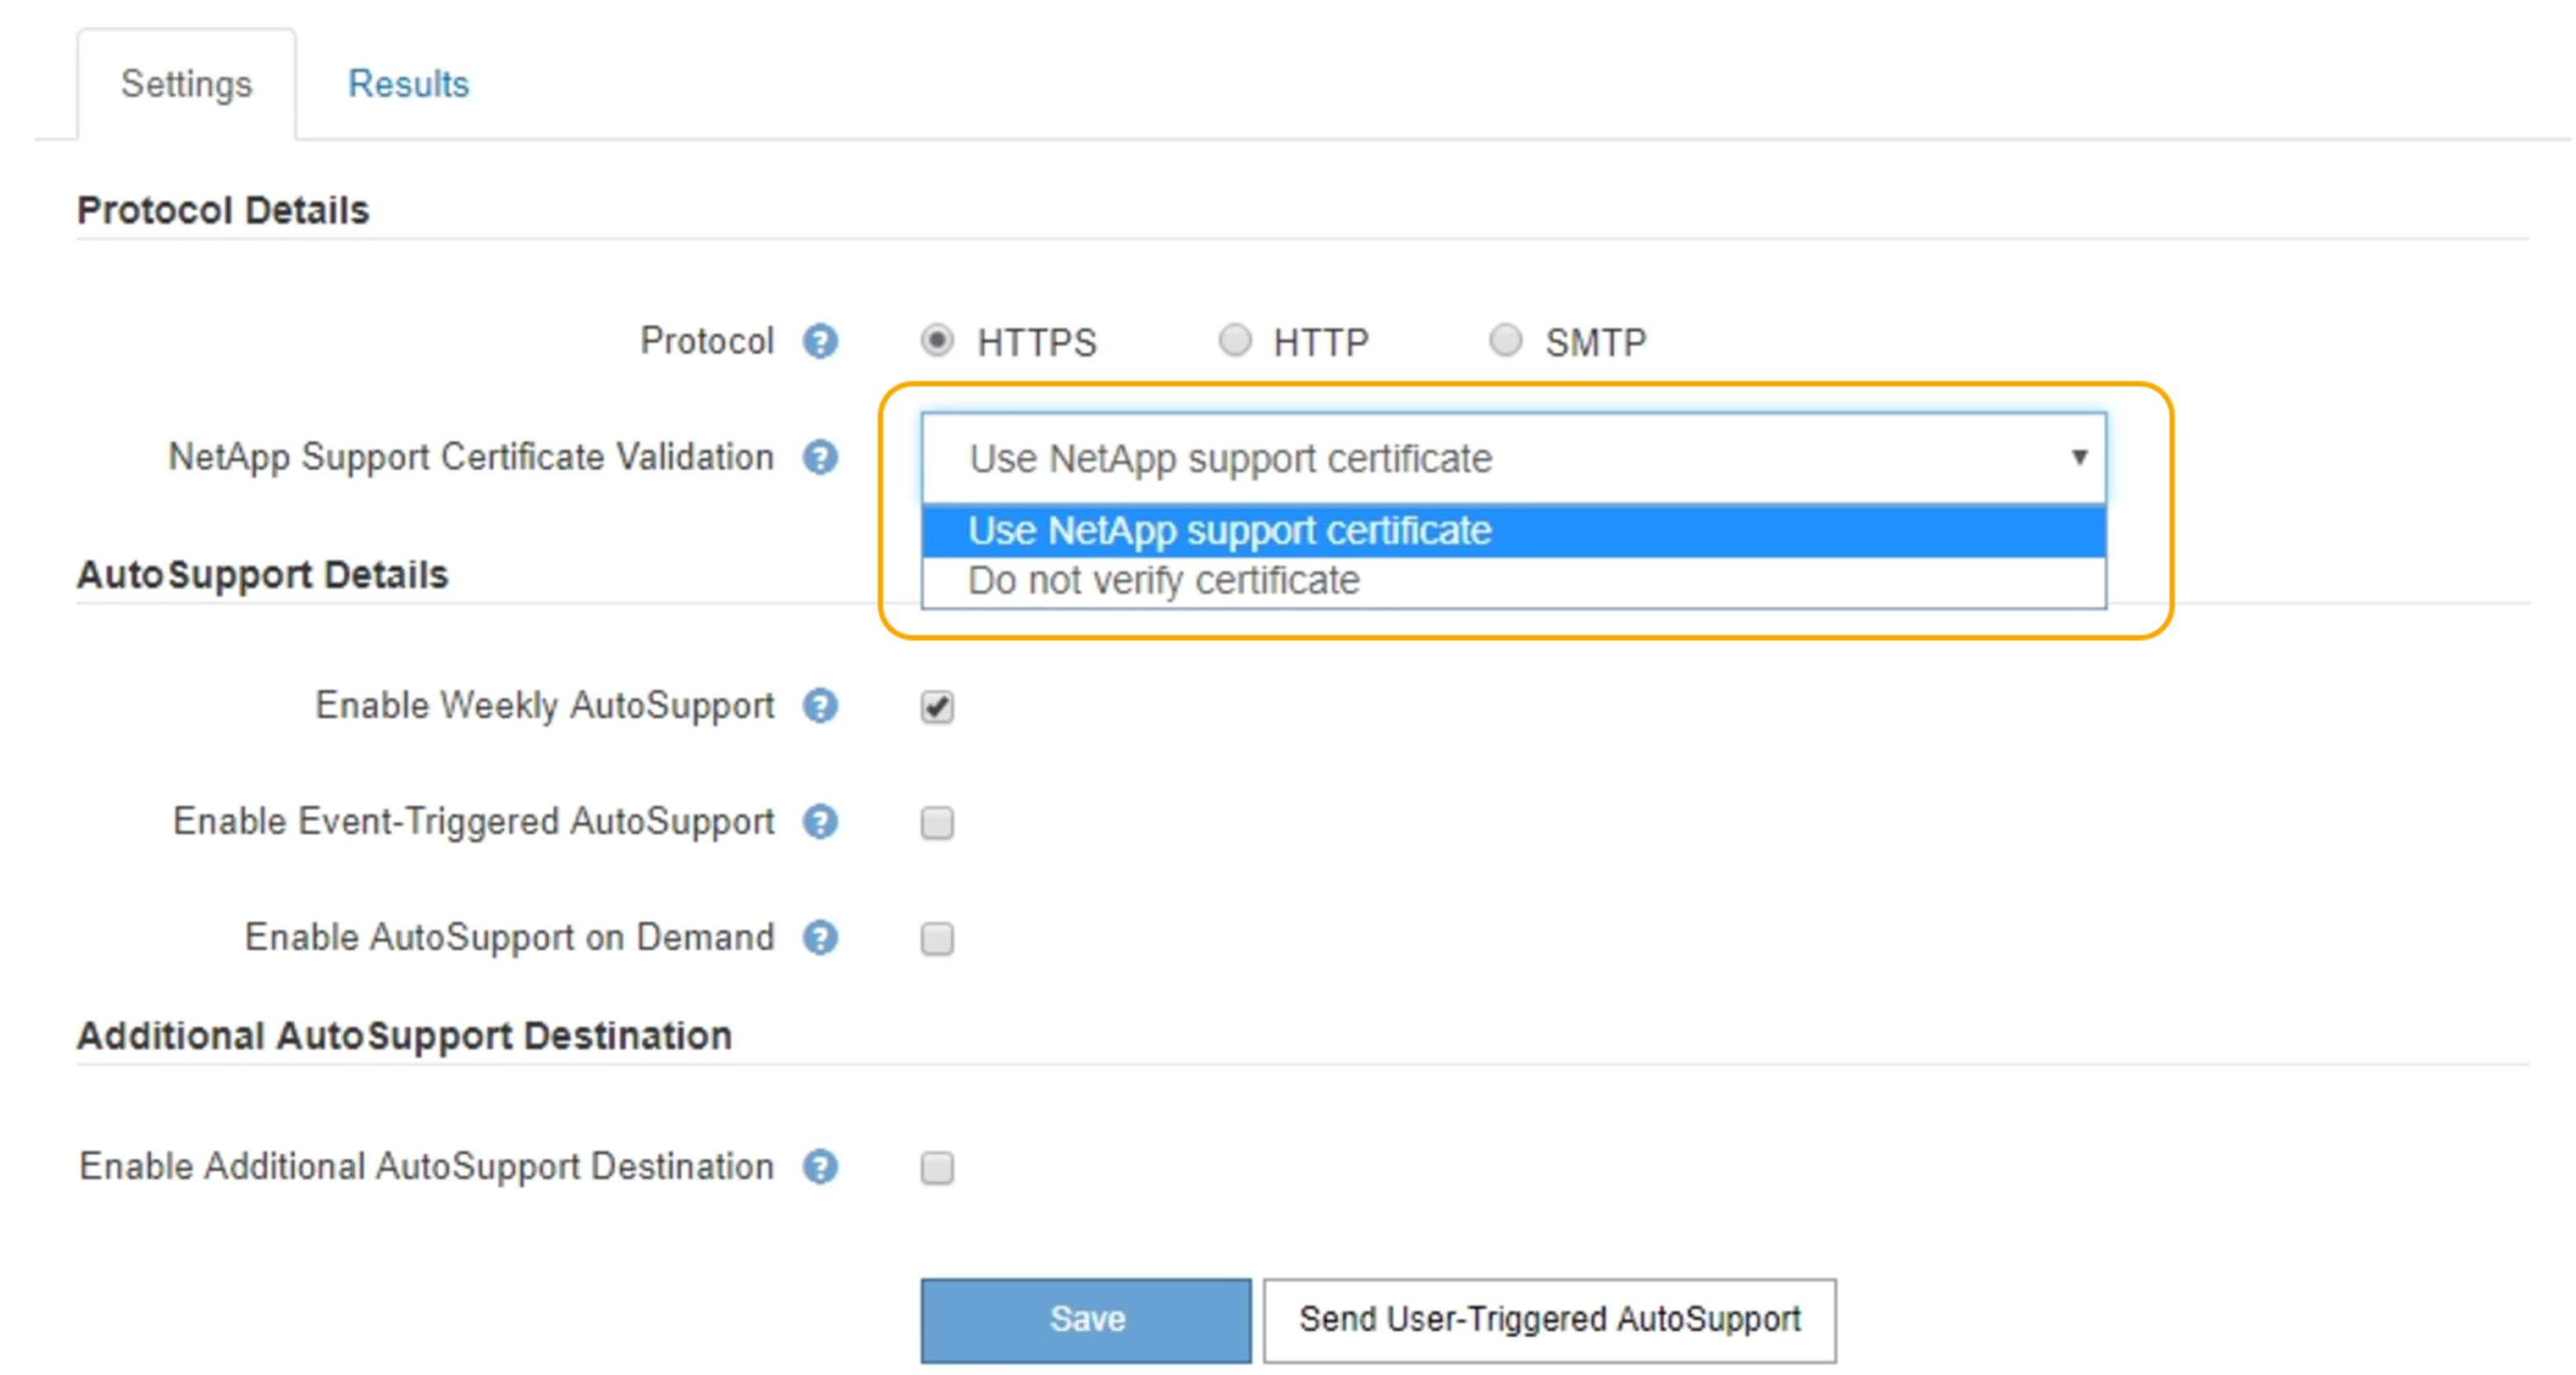 Settings Results
Protocol Details
Protocol ? HTTPS HTTP SMTP
NetApp Support Certificate Validation ? Use NetApp support certificate ▼
Use NetApp support certificate
Do not verify certificate
AutoSupport Details
Enable Weekly AutoSupport ?
Enable Event-Triggered AutoSupport ?
Enable AutoSupport on Demand ?
Additional AutoSupport Destination
Enable Additional AutoSupport Destination ?
Save Send User-Triggered AutoSupport